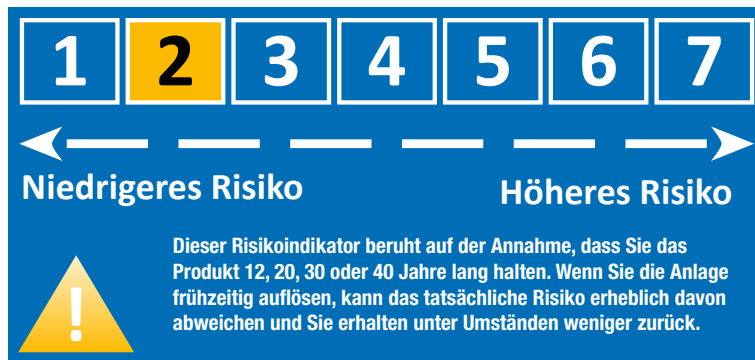 1 2 3 4 5 6 7
Niedrigeres Risiko Höheres Risiko
Dieser Risikoindikator beruht auf der Annahme, dass Sie das
Produkt 12, 20, 30 oder 40 Jahre lang halten. Wenn Sie die Anlage
frühzeitig auflösen, kann das tatsächliche Risiko erheblich davon
abweichen und Sie erhalten unter Umständen weniger zurück.
!